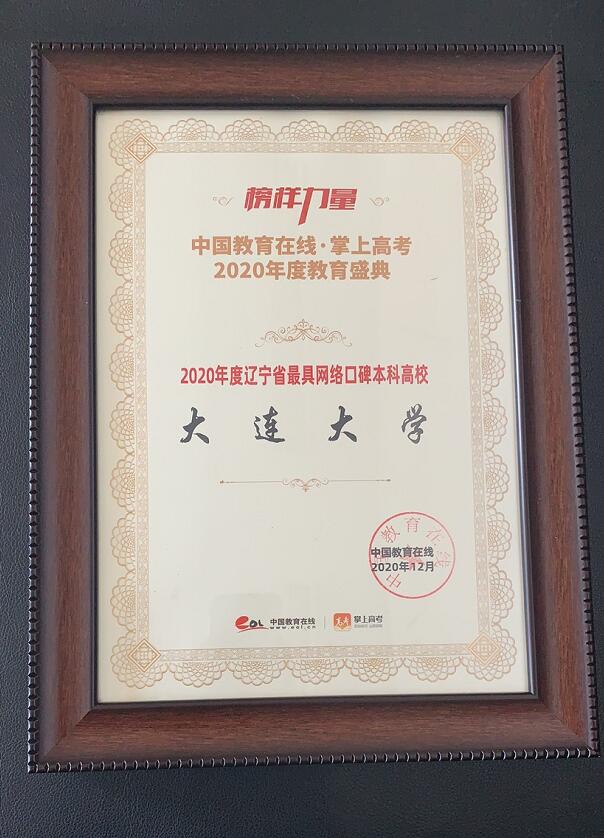 榜样力量
中国教育在线·掌上高考
2020年度教育盛典
2020年度辽宁省最具网络口碑本科高校
大连大学
中国教育在线
中国教育在线
2020年12月
eol 中国教育在线
www.eol.cn
高考 掌上高考